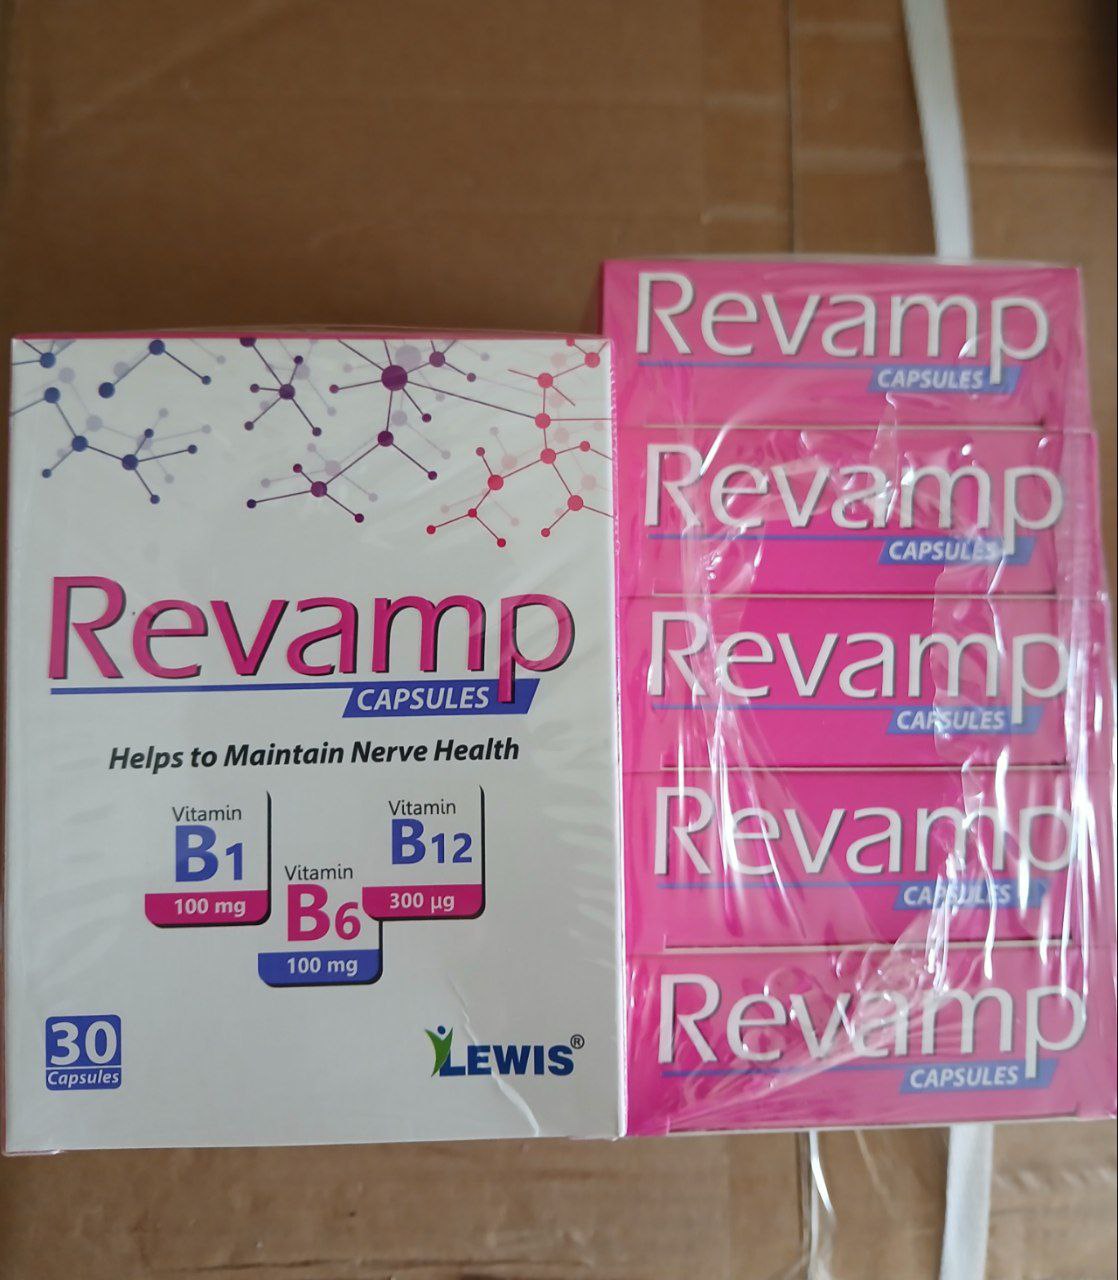 Revamp
CAPSULES
Helps to Maintain Nerve Health
Vitamin
B1
100 mg
Vitamin
B6
100 mg
Vitamin
B12
300 µg
30
Capsules
LEWIS®
Revamp
CAPSULES
Revamp
CAPSULES
Revamp
CAPSULES
Revamp
CAPSULES
Revamp
CAPSULES